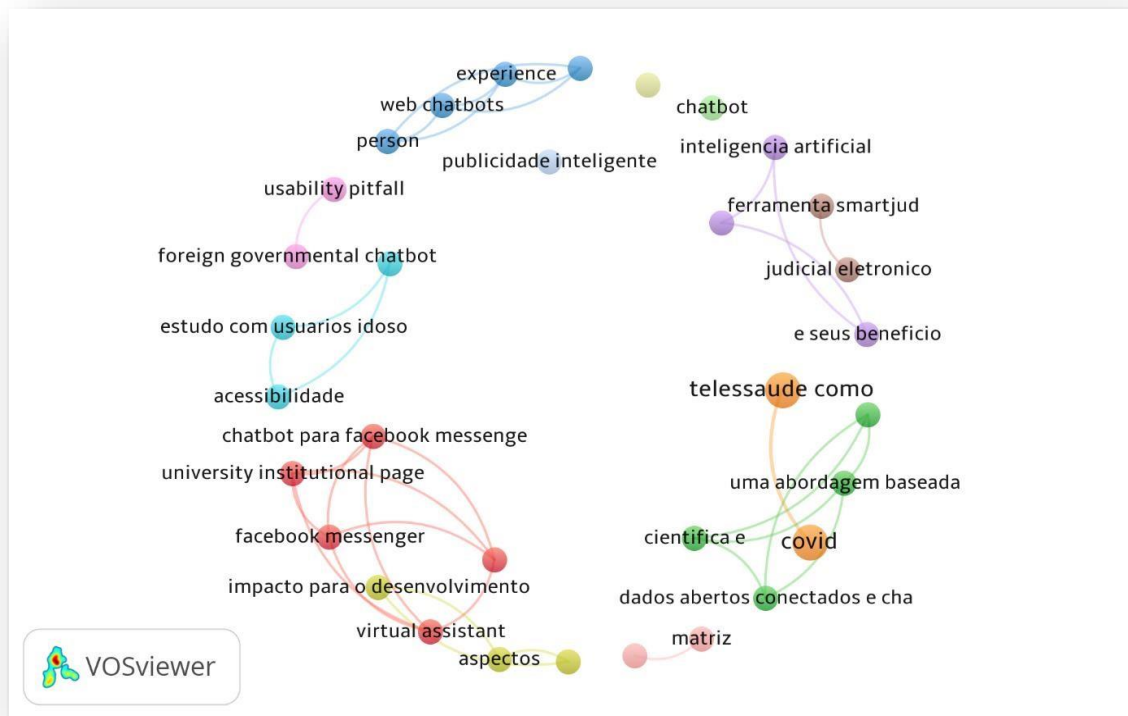 experience
web chatbots
chatbot
person
inteligencia artificial
publicidade inteligente
usability pitfall
ferramenta smartjud
foreign governmental chatbot
judicial eletronico
estudo com usuarios idoso
e seus beneficio
acessibilidade
telessaude como
chatbot para facebook messenge
university institutional page
uma abordagem baseada
facebook messenger
cientifica e
covid
impacto para o desenvolvimento
dados abertos conectados e cha
virtual assistant
matriz
aspectos
VOSviewer